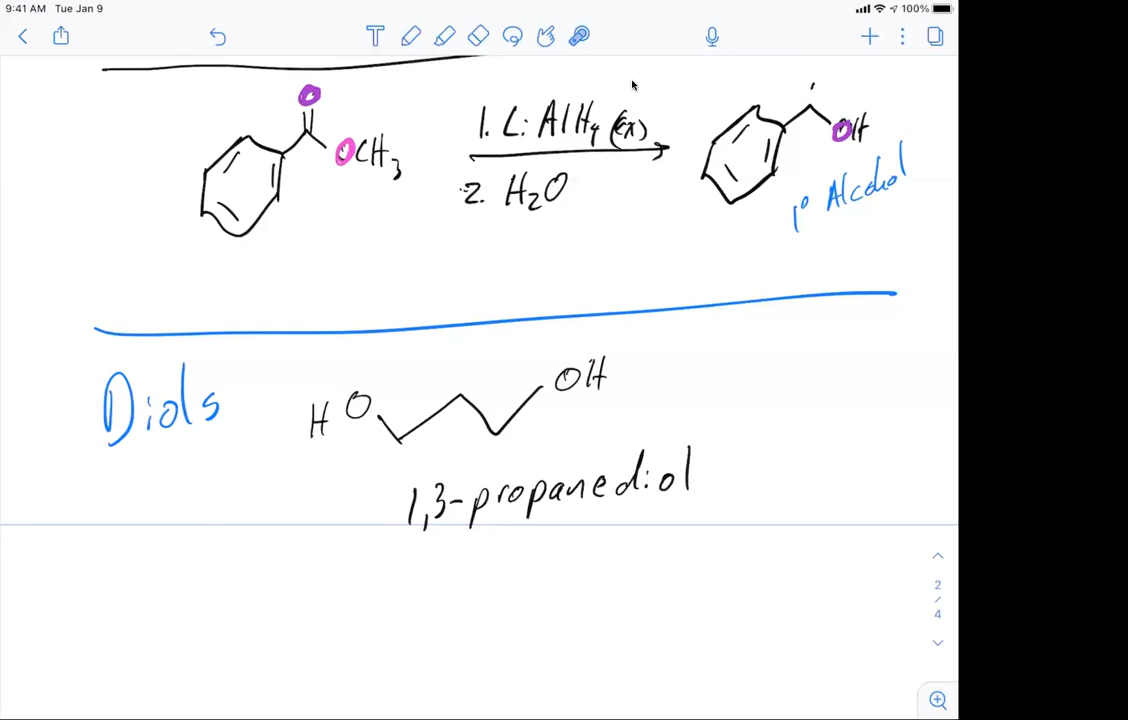 9:41 AM Tue Jan 9
100%
O
OCH3
1. LiAlH4 (ex)
2. H2O
OH
1° Alcohol
Diols
HO
OH
1,3-propanediol
2
/
4